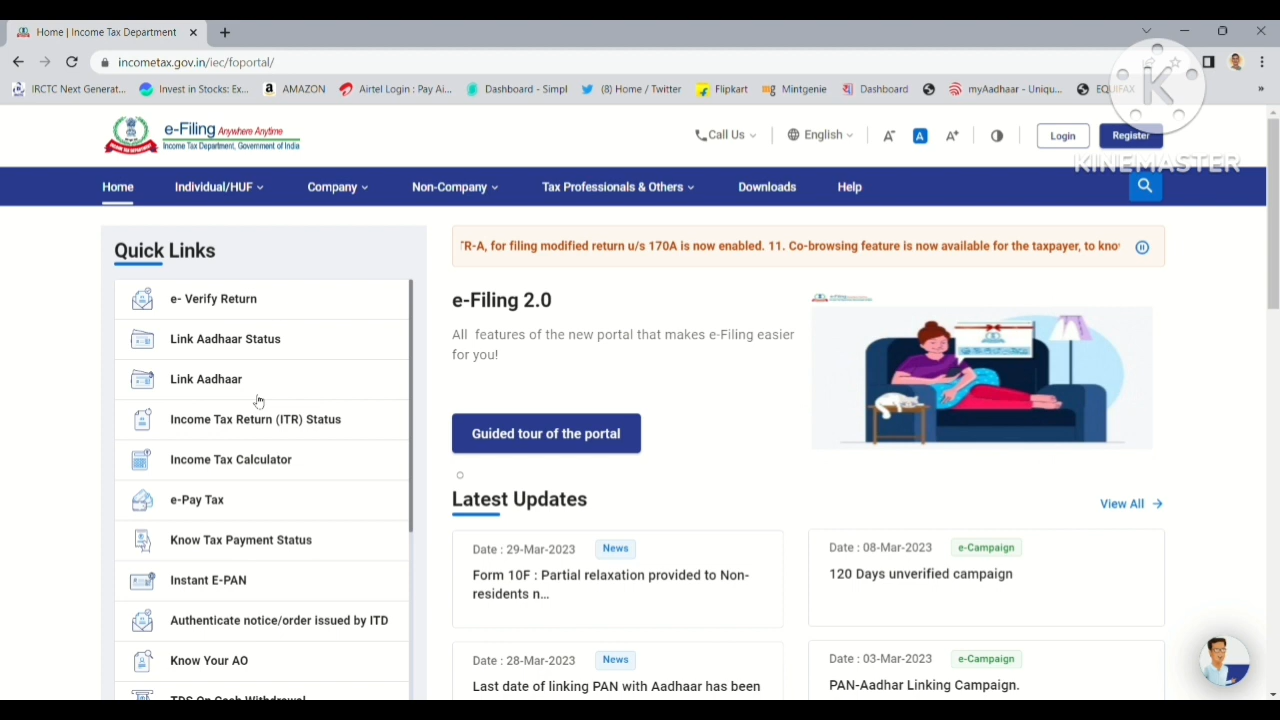 Home | Income Tax Department
incometax.gov.in/iec/foportal/
IRCTC Next Generat... Invest in Stocks: Ex... AMAZON Airtel Login : Pay Ai... Dashboard - Simpl (8) Home / Twitter Flipkart Mintgenie Dashboard myAadhaar - Uniqu... EQUIFAX »
e-Filing Anywhere Anytime
Income Tax Department, Government of India
Call Us English A- A A+ Login Register
KINEMASTER
Home Individual/HUF Company Non-Company Tax Professionals & Others Downloads Help
Quick Links
e- Verify Return
Link Aadhaar Status
Link Aadhaar
Income Tax Return (ITR) Status
Income Tax Calculator
e-Pay Tax
Know Tax Payment Status
Instant E-PAN
Authenticate notice/order issued by ITD
Know Your AO
TDS On Cash Withdrawal
TR-A, for filing modified return u/s 170A is now enabled. 11. Co-browsing feature is now available for the taxpayer, to kno
e-Filing 2.0
All features of the new portal that makes e-Filing easier
for you!
Guided tour of the portal
Latest Updates
View All
Date : 29-Mar-2023 News
Form 10F : Partial relaxation provided to Non-
residents n...
Date : 08-Mar-2023 e-Campaign
120 Days unverified campaign
Date : 28-Mar-2023 News
Last date of linking PAN with Aadhaar has been
Date : 03-Mar-2023 e-Campaign
PAN-Aadhar Linking Campaign.